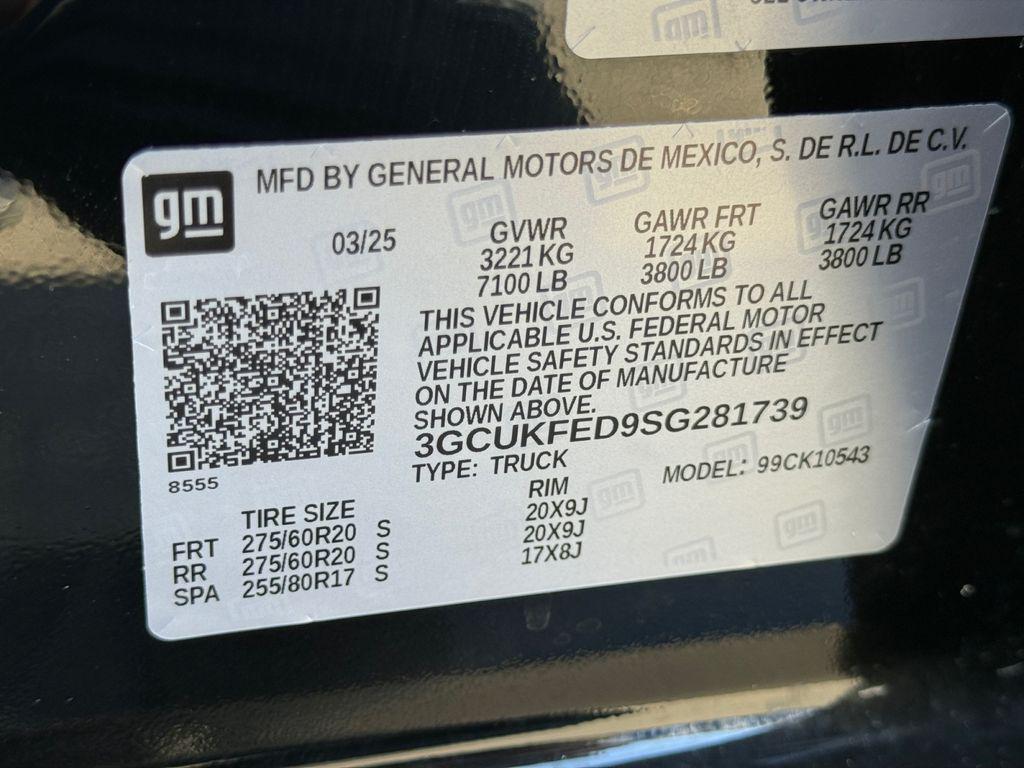 gm
MFD BY GENERAL MOTORS DE MEXICO, S. DE R.L. DE C.V.
03/25
GVWR
3221 KG
7100 LB
GAWR FRT
1724 KG
3800 LB
GAWR RR
1724 KG
3800 LB
THIS VEHICLE CONFORMS TO ALL
APPLICABLE U.S. FEDERAL MOTOR
VEHICLE SAFETY STANDARDS IN EFFECT
ON THE DATE OF MANUFACTURE
SHOWN ABOVE.
3GCUKFED9SG281739
TYPE: TRUCK
MODEL: 99CK10543
8555
TIRE SIZE RIM
FRT 275/60R20 S 20X9J
RR 275/60R20 S 20X9J
SPA 255/80R17 S 17X8J